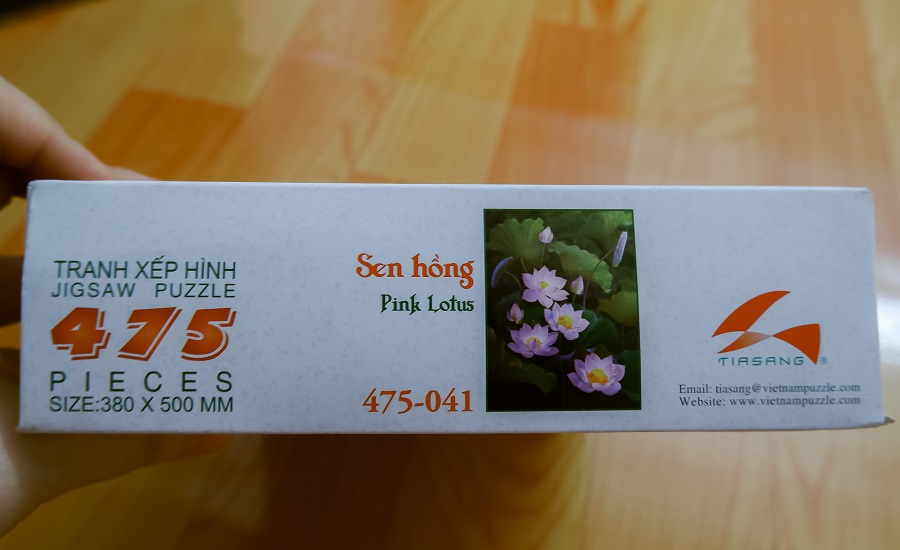 TRANH XẾP HÌNH
JIGSAW PUZZLE
475
PIECES
SIZE:380 X 500 MM
Sen hồng
Pink Lotus
475-041
TIASANG ®
Email: tiasang@vietnampuzzle.com
Website: www.vietnampuzzle.com